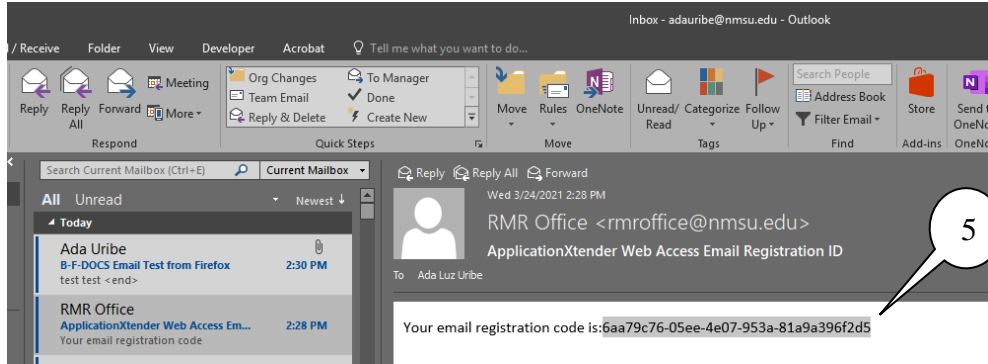 Inbox - adauribe@nmsu.edu - Outlook
/ Receive Folder View Developer Acrobat Tell me what you want to do...
Reply
Reply All
Forward
Meeting
More
Respond
Org Changes
Team Email
Reply & Delete
To Manager
Done
Create New
Quick Steps
Move
Rules
OneNote
Move
Unread/ Read
Categorize
Follow Up
Tags
Search People
Address Book
Filter Email
Find
Store
Add-ins
Send t
OneNo
OneNo
Search Current Mailbox (Ctrl+E) Current Mailbox
All Unread Newest ↓
Today
Ada Uribe
B-F-DOCS Email Test from Firefox 2:30 PM
test test <end>
RMR Office
ApplicationXtender Web Access Em... 2:28 PM
Your email registration code
Reply Reply All Forward
Wed 3/24/2021 2:28 PM
RMR Office <rmroffice@nmsu.edu>
ApplicationXtender Web Access Email Registration ID
To Ada Luz Uribe
5
Your email registration code is:6aa79c76-05ee-4e07-953a-81a9a396f2d5